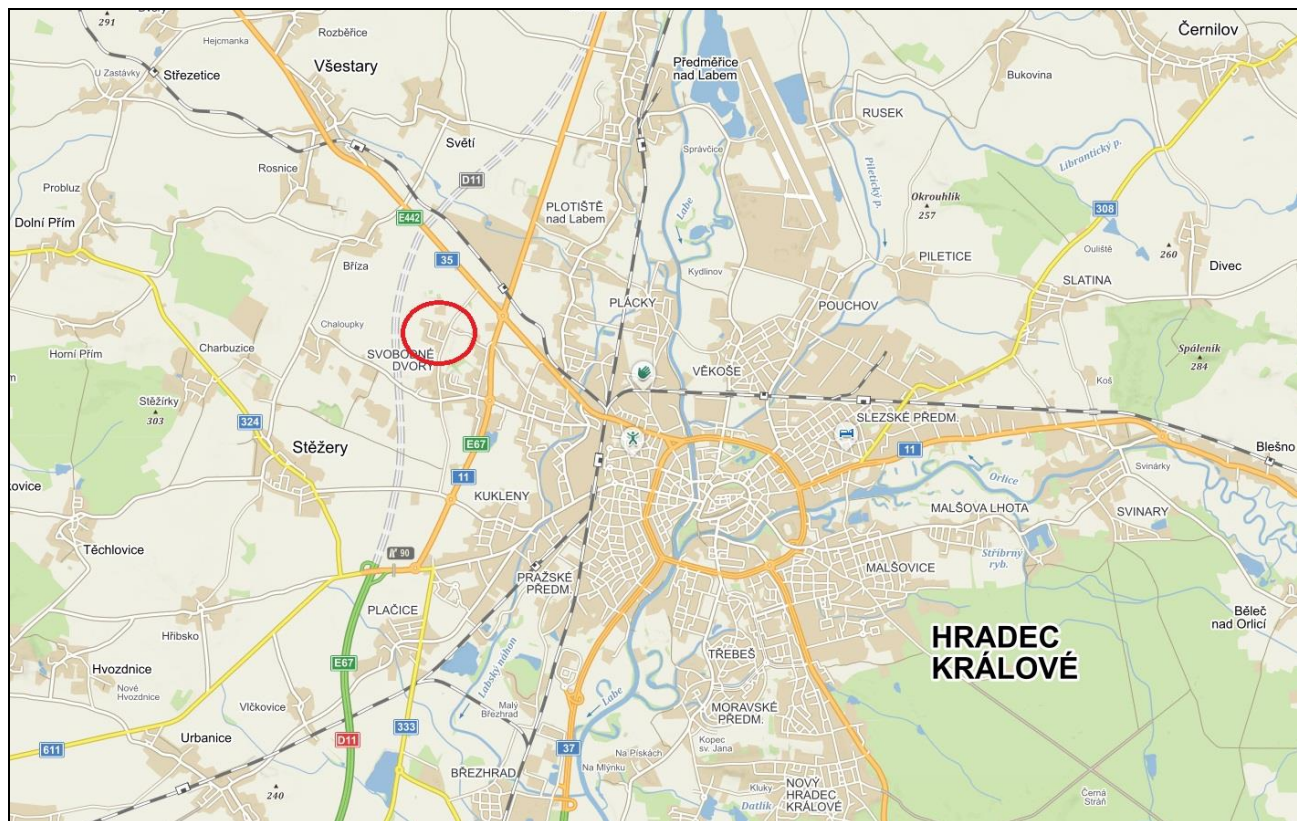 291
Hejcmanka
Rozběřice
Předměřice
nad Labem
Černilov
U Zastávky
Střezetice
Všestary
Bukovina
RUSEK
Světí
Správčice
Librantický p.
Rosnice
D11
Piletický p.
Probluz
PLOTIŠTĚ
nad Labem
Labe
Okrouhlík
257
308
Dolní Přím
E442
Ouliště
260
Bříza
35
Kydlinov
PILETICE
Divec
SLATINA
PLÁCKY
POUCHOV
Chaloupky
Horní Přím
Charbuzice
SVOBODNÉ
DVORY
VĚKOŠE
Spáleník
284
Koš
Stěžírky
303
324
SLEZSKÉ PŘEDM.
Stěžery
E67
11
11
Blešno
Svinárky
kovice
KUKLENY
Orlice
MALŠOVA LHOTA
SVINARY
Těchlovice
90
Stříbrný
ryb.
PRAŽSKÉ
PŘEDM.
MALŠOVICE
PLAČICE
Běleč
nad Orlicí
Hřibsko
HRADEC
KRÁLOVÉ
Hvozdnice
E67
Labský náhon
TŘEBEŠ
Nové
Hvozdnice
Vlčkovice
Malý
Březhrad
Labe
MORAVSKÉ
PŘEDM.
Urbanice
333
611
D11
37
Na Pískách
Kopec
sv. Jana
Na Mlýnku
BŘEZHRAD
240
Kluky
NOVÝ
HRADEC
KRÁLOVÉ
Datlík
Černá
Stráň